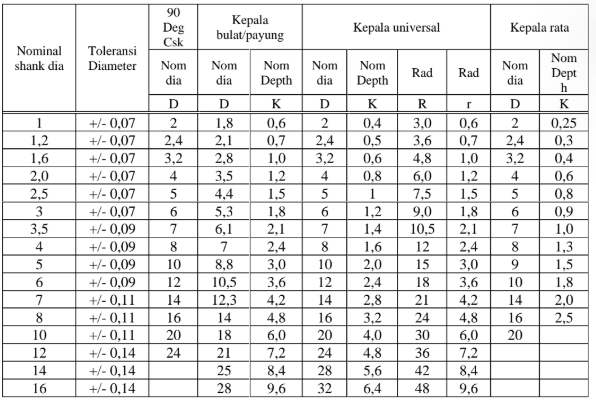 Nominal shank dia | Toleransi Diameter | 90 Deg Csk | Kepala bulat/payung | Kepala universal | Kepala rata
Nom dia | Nom dia | Nom Depth | Nom dia | Nom Depth | Rad | Rad | Nom dia | Nom Dept h
D | D | K | D | K | R | r | D | K
1 | +/- 0,07 | 2 | 1,8 | 0,6 | 2 | 0,4 | 3,0 | 0,6 | 2 | 0,25
1,2 | +/- 0,07 | 2,4 | 2,1 | 0,7 | 2,4 | 0,5 | 3,6 | 0,7 | 2,4 | 0,3
1,6 | +/- 0,07 | 3,2 | 2,8 | 1,0 | 3,2 | 0,6 | 4,8 | 1,0 | 3,2 | 0,4
2,0 | +/- 0,07 | 4 | 3,5 | 1,2 | 4 | 0,8 | 6,0 | 1,2 | 4 | 0,6
2,5 | +/- 0,07 | 5 | 4,4 | 1,5 | 5 | 1 | 7,5 | 1,5 | 5 | 0,8
3 | +/- 0,07 | 6 | 5,3 | 1,8 | 6 | 1,2 | 9,0 | 1,8 | 6 | 0,9
3,5 | +/- 0,09 | 7 | 6,1 | 2,1 | 7 | 1,4 | 10,5 | 2,1 | 7 | 1,0
4 | +/- 0,09 | 8 | 7 | 2,4 | 8 | 1,6 | 12 | 2,4 | 8 | 1,3
5 | +/- 0,09 | 10 | 8,8 | 3,0 | 10 | 2,0 | 15 | 3,0 | 9 | 1,5
6 | +/- 0,09 | 12 | 10,5 | 3,6 | 12 | 2,4 | 18 | 3,6 | 10 | 1,8
7 | +/- 0,11 | 14 | 12,3 | 4,2 | 14 | 2,8 | 21 | 4,2 | 14 | 2,0
8 | +/- 0,11 | 16 | 14 | 4,8 | 16 | 3,2 | 24 | 4,8 | 16 | 2,5
10 | +/- 0,11 | 20 | 18 | 6,0 | 20 | 4,0 | 30 | 6,0 | 20
12 | +/- 0,14 | 24 | 21 | 7,2 | 24 | 4,8 | 36 | 7,2
14 | +/- 0,14 | | 25 | 8,4 | 28 | 5,6 | 42 | 8,4
16 | +/- 0,14 | | 28 | 9,6 | 32 | 6,4 | 48 | 9,6